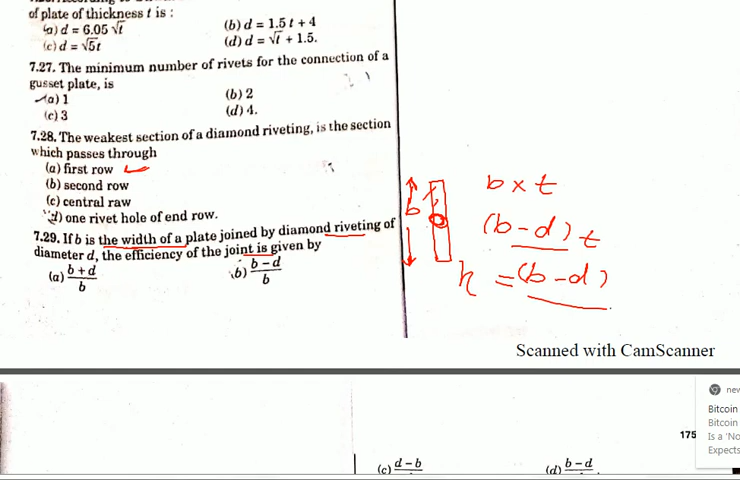 of plate of thickness t is :
(a) d = 6.05 √t
(b) d = 1.5 t + 4
(c) d = √5t
(d) d = √t + 1.5.
7.27. The minimum number of rivets for the connection of a
gusset plate, is
(a) 1
(b) 2
(c) 3
(d) 4.
7.28. The weakest section of a diamond riveting, is the section
which passes through
(a) first row
(b) second row
(c) central raw
(d) one rivet hole of end row.
7.29. If b is the width of a plate joined by diamond riveting of
diameter d, the efficiency of the joint is given by
(a) b + d / b
(b) b – d / b
b
t
b × t
(b – d) t
η = (b – d)
Scanned with CamScanner
175
new
Bitcoin
Bitcoin
Is a 'No
Expects
(c) d – b
(d) b – d